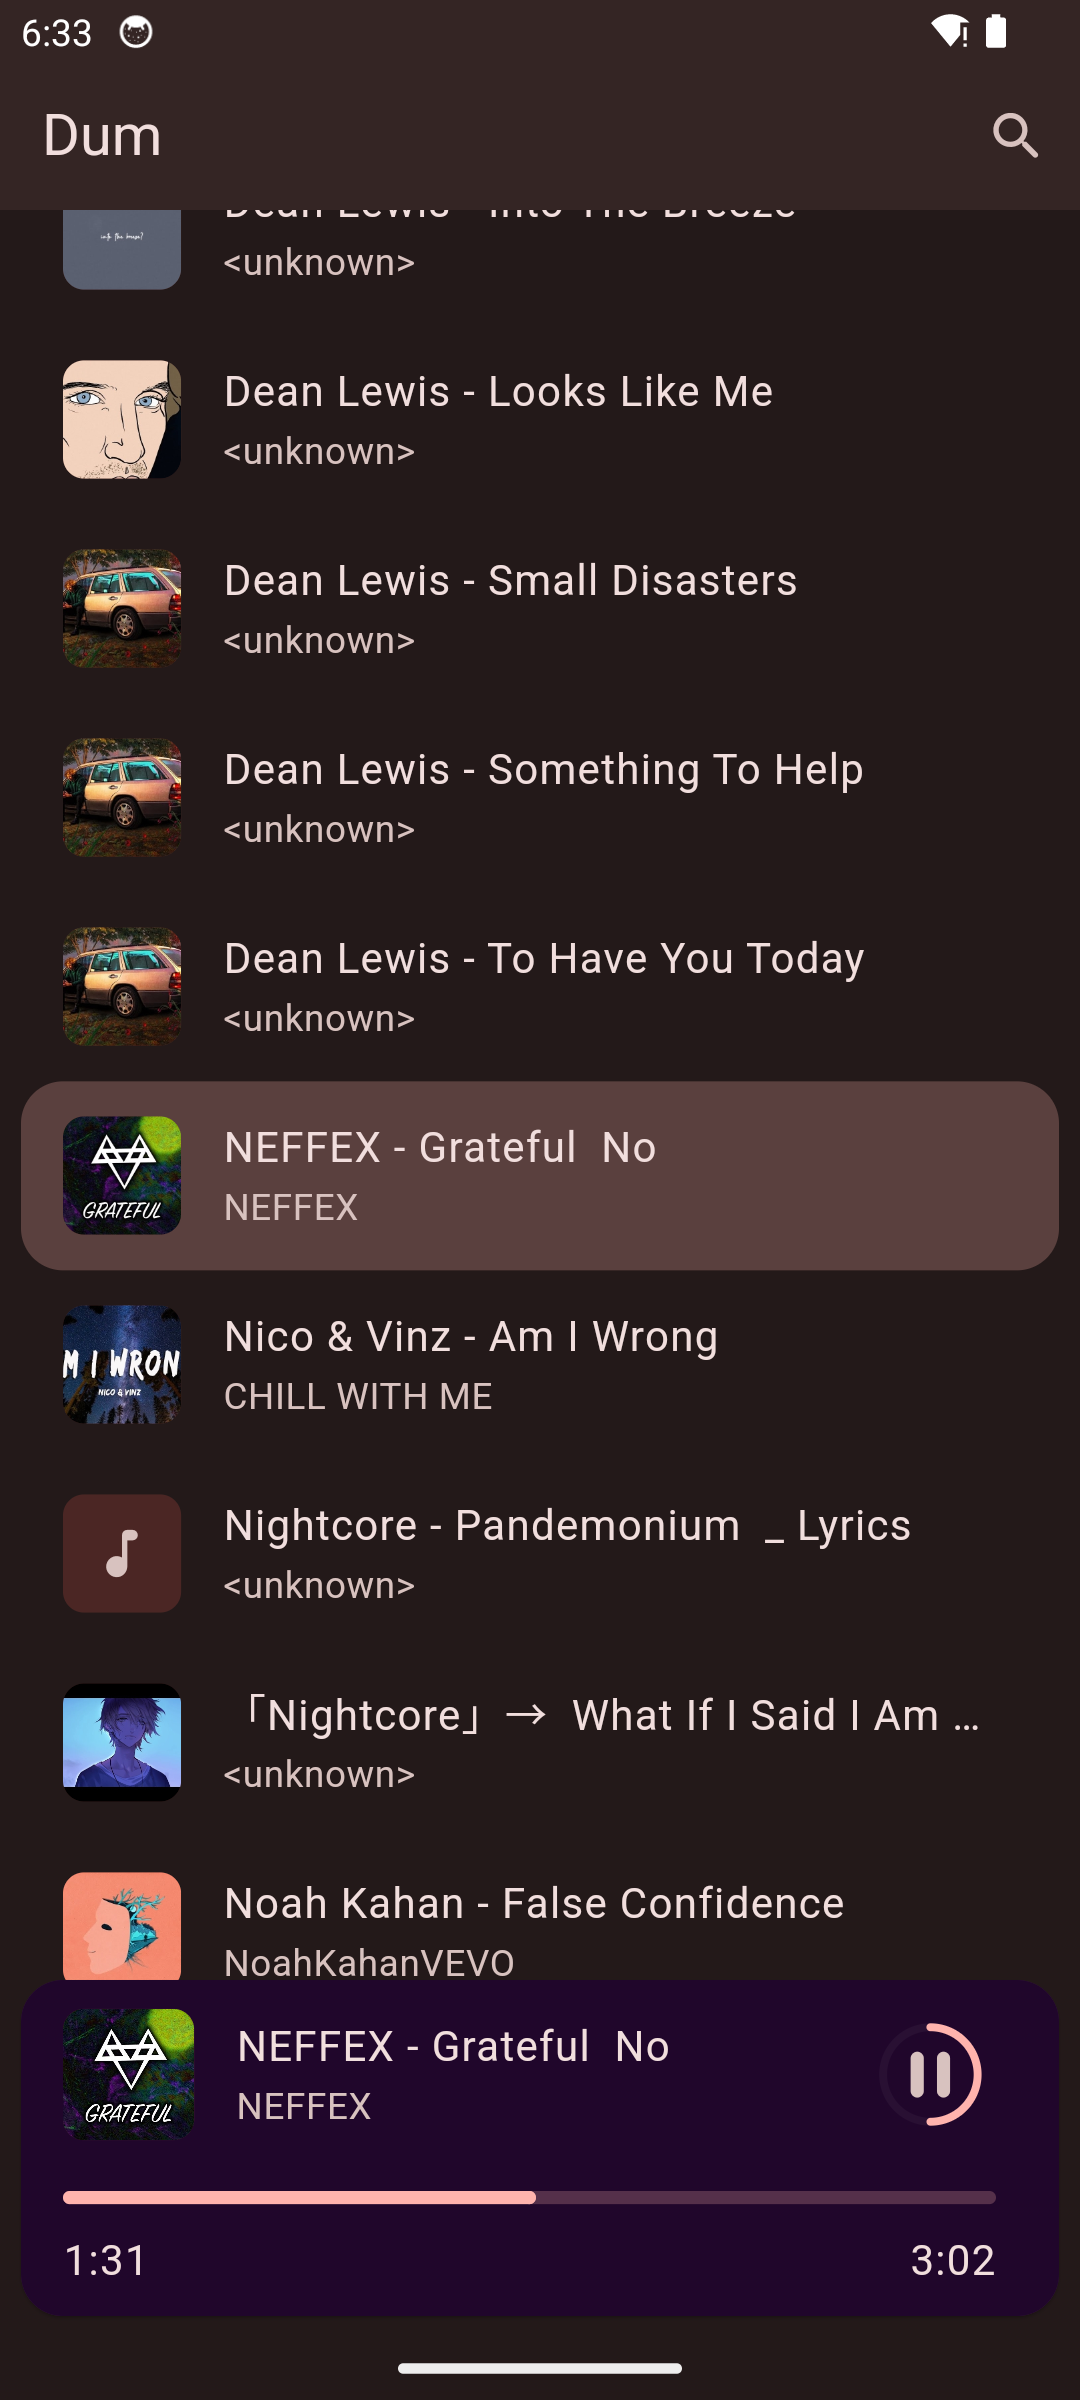 6:33
Dum
Dean Lewis - Into The Breeze
into the breeze?
<unknown>
Dean Lewis - Looks Like Me
<unknown>
Dean Lewis - Small Disasters
<unknown>
Dean Lewis - Something To Help
<unknown>
Dean Lewis - To Have You Today
<unknown>
NEFFEX - Grateful  No
GRATEFUL
NEFFEX
Nico & Vinz - Am I Wrong
M I WRON
NICO & VINZ
CHILL WITH ME
Nightcore - Pandemonium  _ Lyrics
<unknown>
「Nightcore」→  What If I Said I Am ...
<unknown>
Noah Kahan - False Confidence
NoahKahanVEVO
NEFFEX - Grateful  No
GRATEFUL
NEFFEX
1:31
3:02